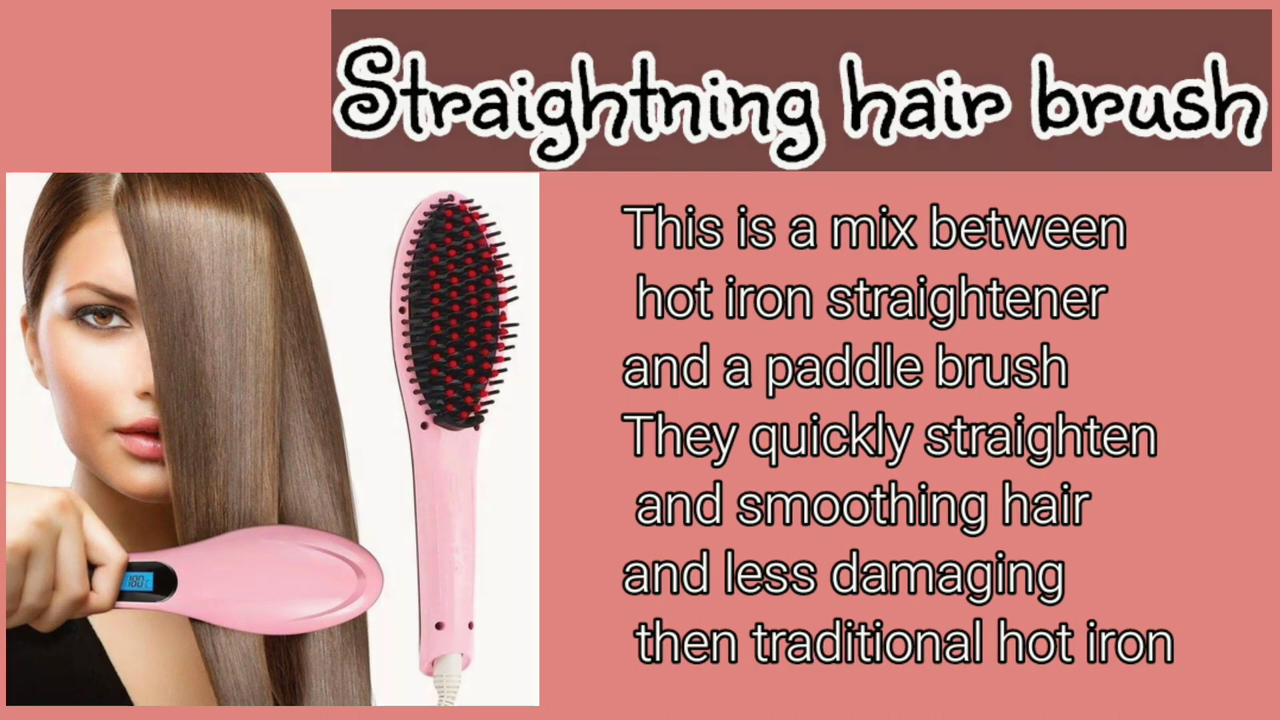 Straightning hair brush
This is a mix between
hot iron straightener
and a paddle brush
They quickly straighten
and smoothing hair
and less damaging
then traditional hot iron